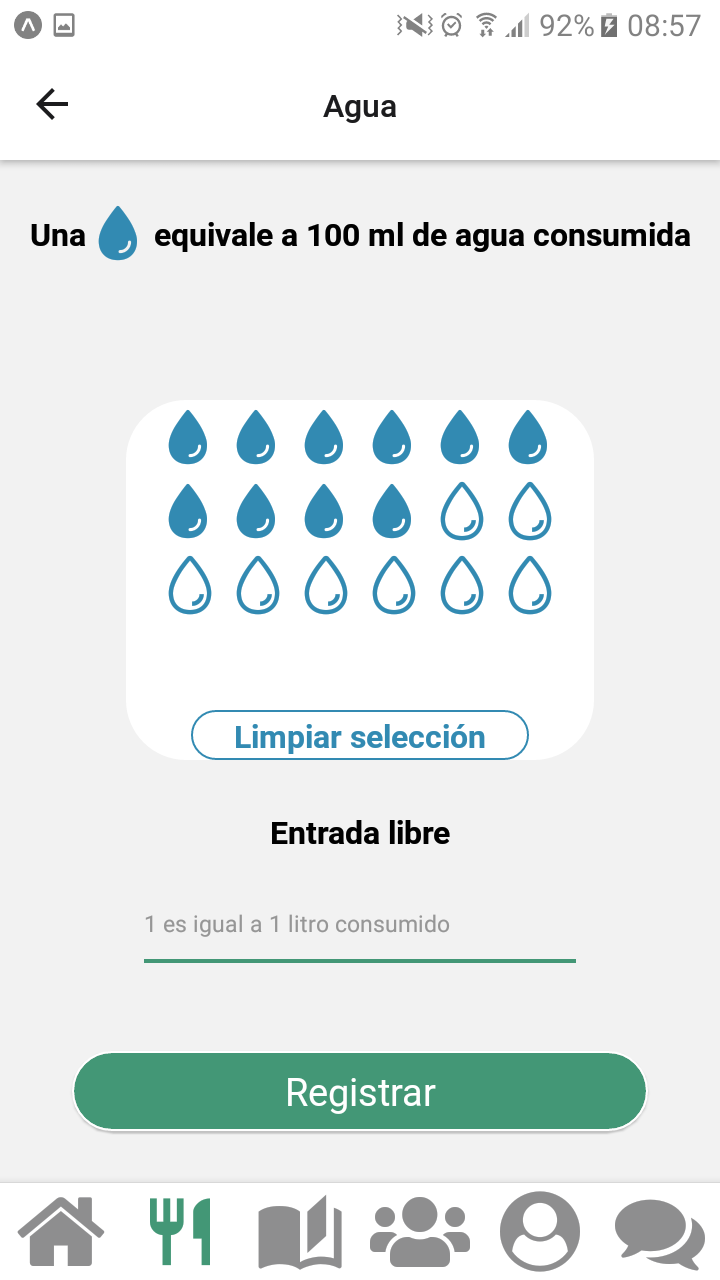 92% 08:57
Agua
Una equivale a 100 ml de agua consumida
Limpiar selección
Entrada libre
1 es igual a 1 litro consumido
Registrar